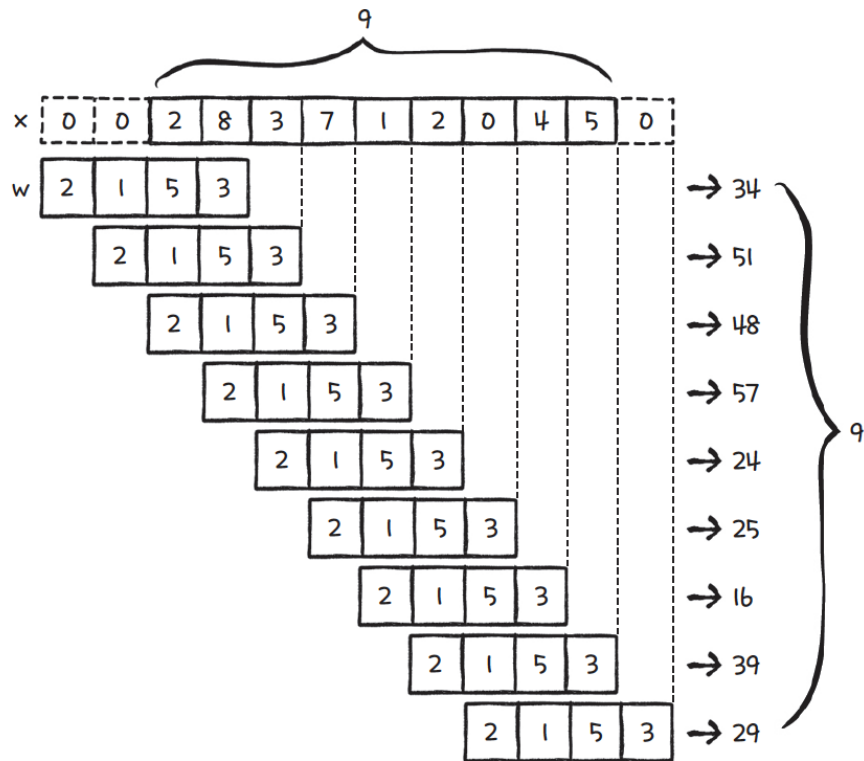 9
x 0 0 2 8 3 7 1 2 0 4 5 0
w 2 1 5 3 → 34
2 1 5 3 → 51
2 1 5 3 → 48
2 1 5 3 → 57
9
2 1 5 3 → 24
2 1 5 3 → 25
2 1 5 3 → 16
2 1 5 3 → 39
2 1 5 3 → 29